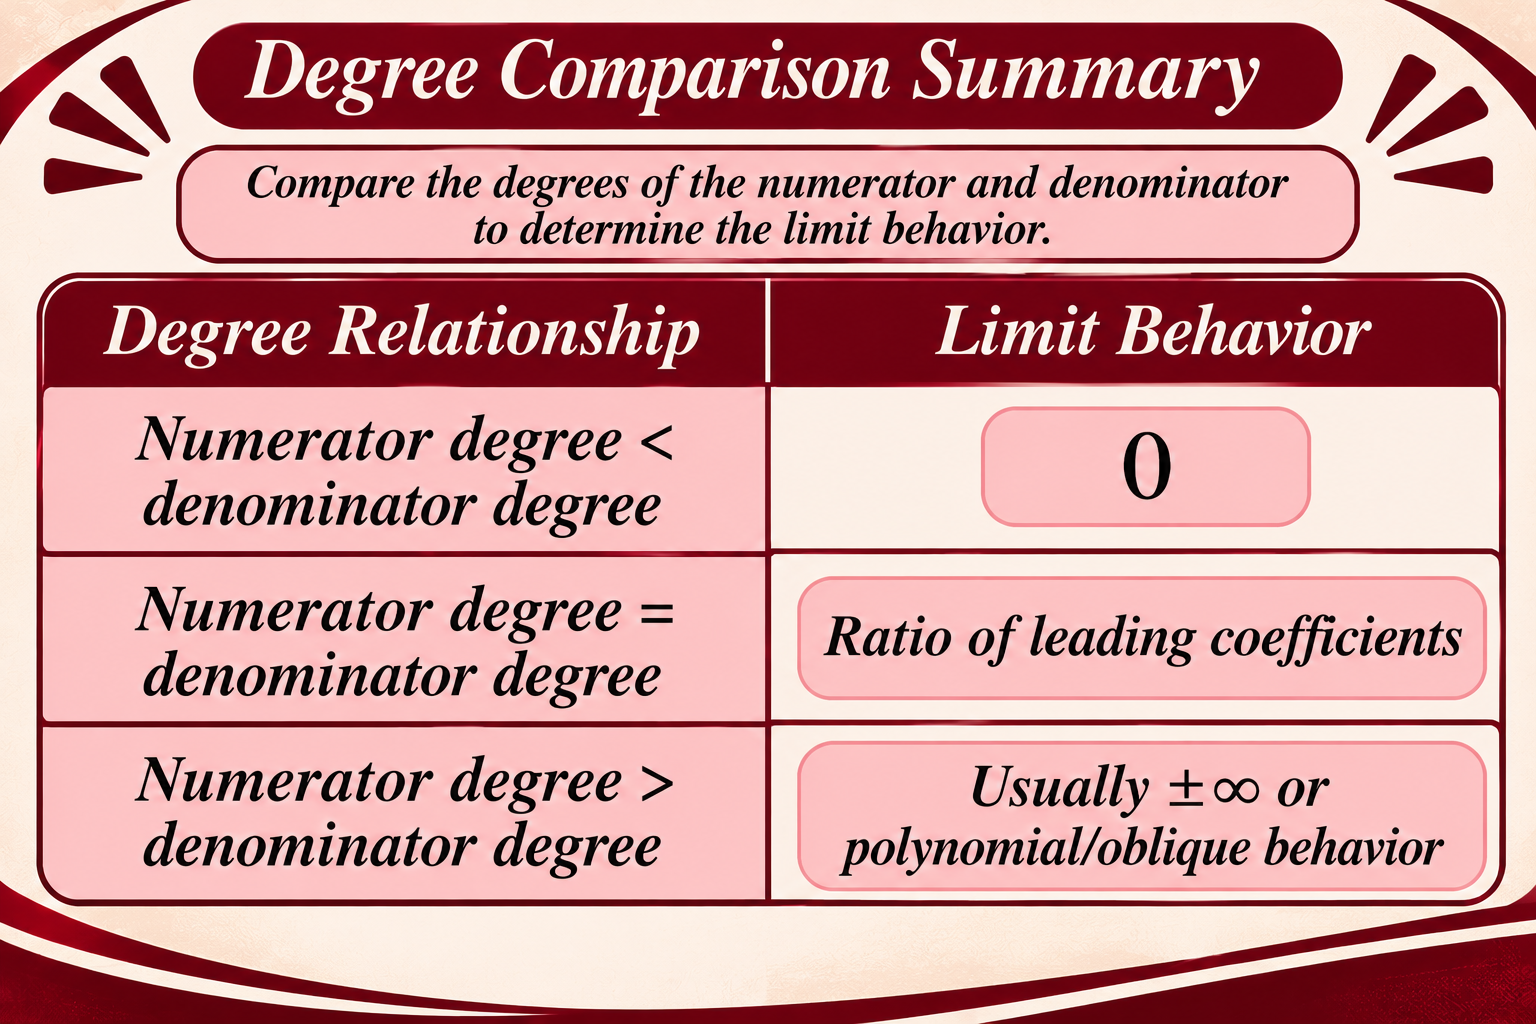 Degree Comparison Summary
Compare the degrees of the numerator and denominator
to determine the limit behavior.
Degree Relationship
Limit Behavior
Numerator degree <
denominator degree
0
Numerator degree =
denominator degree
Ratio of leading coefficients
Numerator degree >
denominator degree
Usually ±∞ or
polynomial/oblique behavior